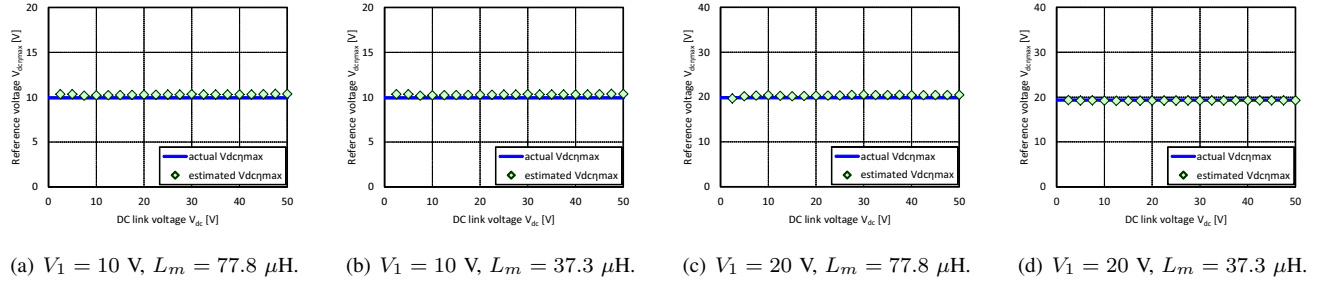 Reference voltage V_dcηmax [V]
20
15
10
5
0
actual Vdcηmax
estimated Vdcηmax
0 10 20 30 40 50
DC link voltage V_dc [V]
(a) V_1 = 10 V, L_m = 77.8 μH.
Reference voltage V_dcηmax [V]
20
15
10
5
0
actual Vdcηmax
estimated Vdcηmax
0 10 20 30 40 50
DC link voltage V_dc [V]
(b) V_1 = 10 V, L_m = 37.3 μH.
Reference voltage V_dcηmax [V]
40
30
20
10
0
actual Vdcηmax
estimated Vdcηmax
0 10 20 30 40 50
DC link voltage V_dc [V]
(c) V_1 = 20 V, L_m = 77.8 μH.
Reference voltage V_dcηmax [V]
40
30
20
10
0
actual Vdcηmax
estimated Vdcηmax
0 10 20 30 40 50
DC link voltage V_dc [V]
(d) V_1 = 20 V, L_m = 37.3 μH.